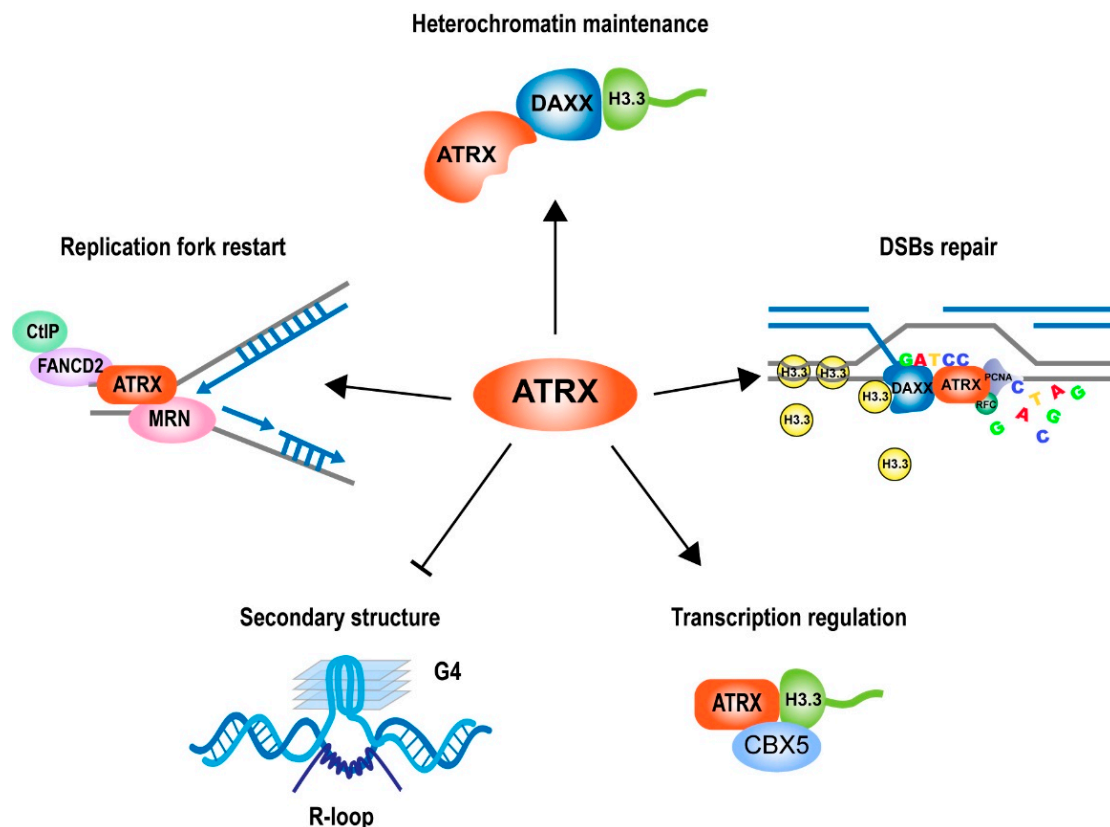 Heterochromatin maintenance
DAXX
H3.3
ATRX
Replication fork restart
CtIP
FANCD2
ATRX
MRN
DSBs repair
H3.3
H3.3
GATCC
H3.3
DAXX
ATRX
PCNA
RFC
C
T
A
G
G
A
G
C
H3.3
H3.3
ATRX
Secondary structure
G4
R-loop
Transcription regulation
ATRX
H3.3
CBX5